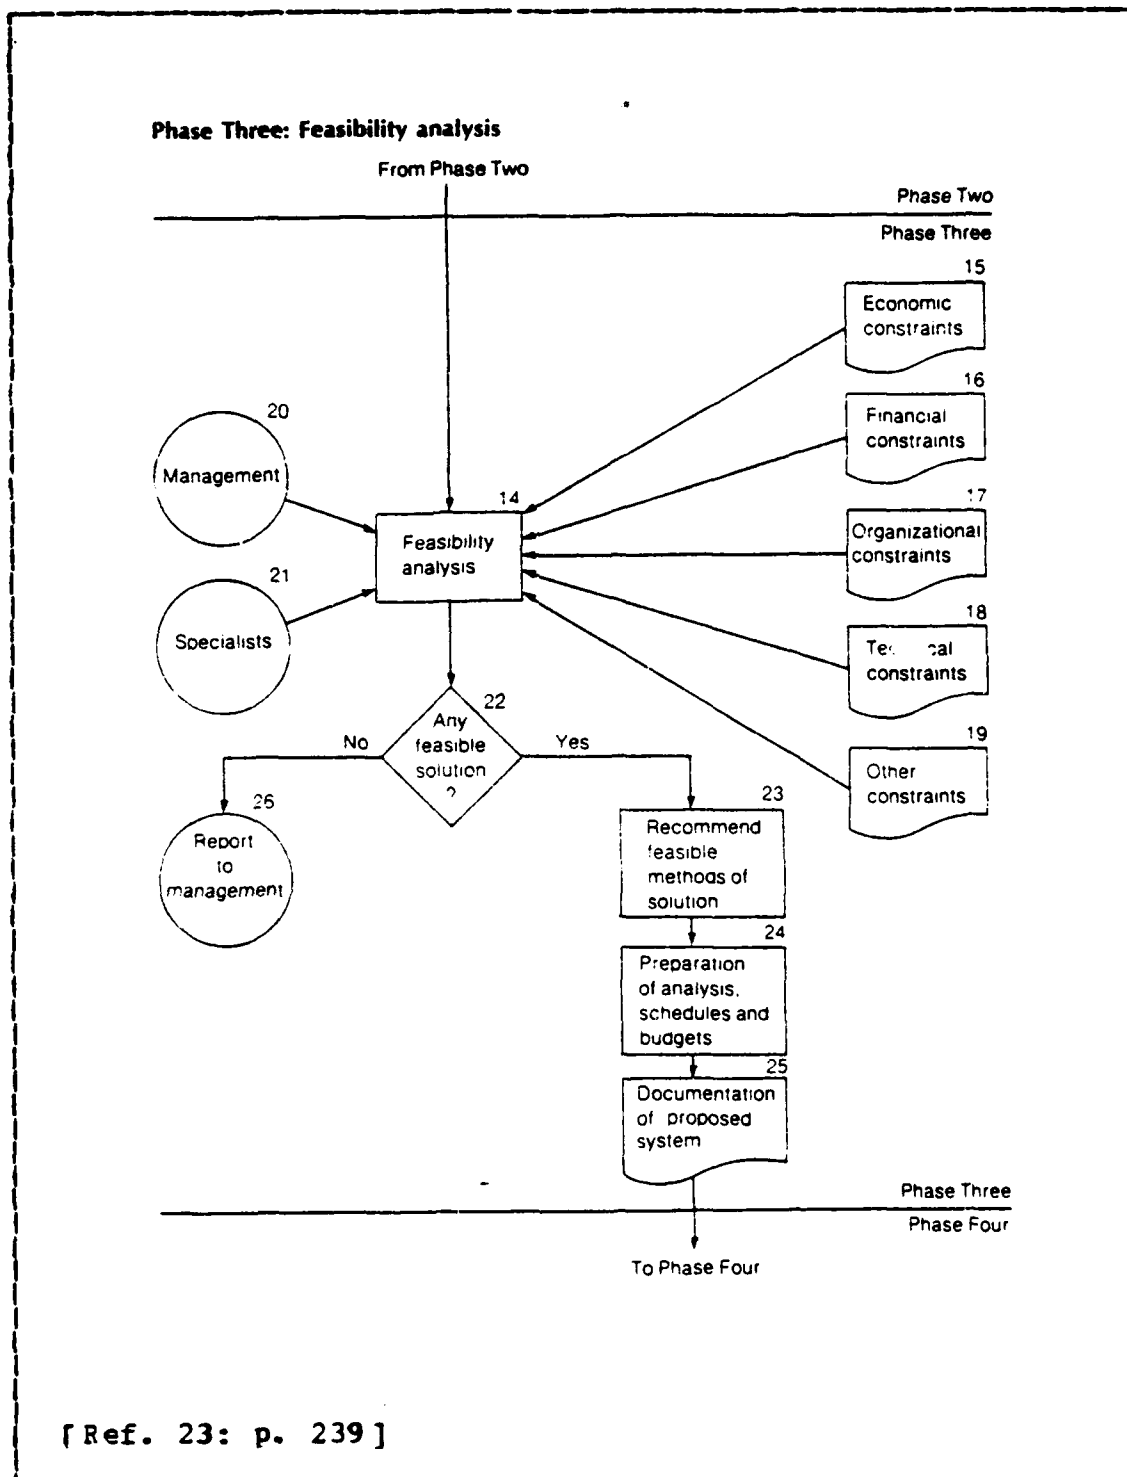 Phase Three: Feasibility analysis
From Phase Two
Phase Two
Phase Three
15
Economic
constraints
16
Financial
constraints
20
Management
14
Feasibility
analysis
17
Organizational
constraints
21
Specialists
18
constraints
22
Any
feasible
solution
?
No
Yes
19
Other
constraints
26
Report
to
management
23
Recommend
feasible
methods of
solution
24
Preparation
of analysis,
schedules and
budgets
25
Documentation
of proposed
system
Phase Three
Phase Four
To Phase Four
[Ref. 23: p. 239]